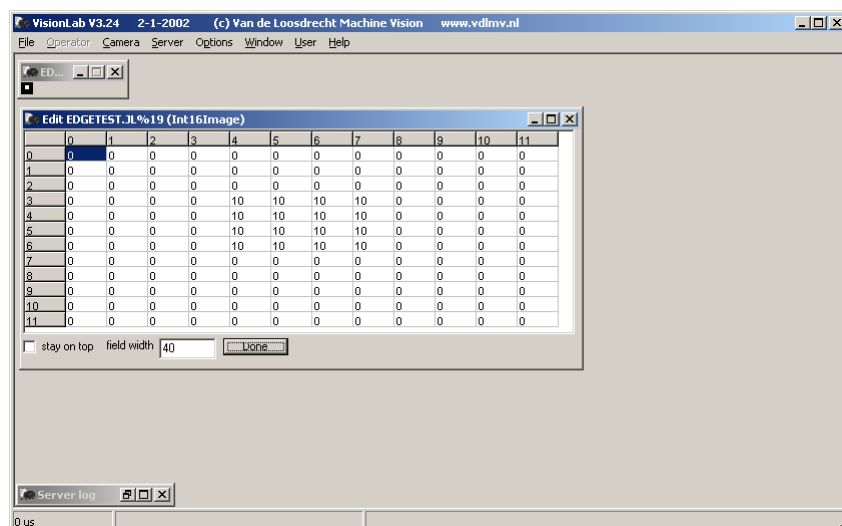 VisionLab V3.24 2-1-2002 (c) Van de Loosdrecht Machine Vision www.vdlmv.nl
File Operator Camera Server Options Window User Help
ED...
Edit EDGETEST.JL%19 (Int16Image)
0 1 2 3 4 5 6 7 8 9 10 11
0 0 0 0 0 0 0 0 0 0 0 0 0
1 0 0 0 0 0 0 0 0 0 0 0 0
2 0 0 0 0 0 0 0 0 0 0 0 0
3 0 0 0 0 10 10 10 10 0 0 0 0
4 0 0 0 0 10 10 10 10 0 0 0 0
5 0 0 0 0 10 10 10 10 0 0 0 0
6 0 0 0 0 10 10 10 10 0 0 0 0
7 0 0 0 0 0 0 0 0 0 0 0 0
8 0 0 0 0 0 0 0 0 0 0 0 0
9 0 0 0 0 0 0 0 0 0 0 0 0
10 0 0 0 0 0 0 0 0 0 0 0 0
11 0 0 0 0 0 0 0 0 0 0 0 0
stay on top field width 40 Done
Server log
0 us